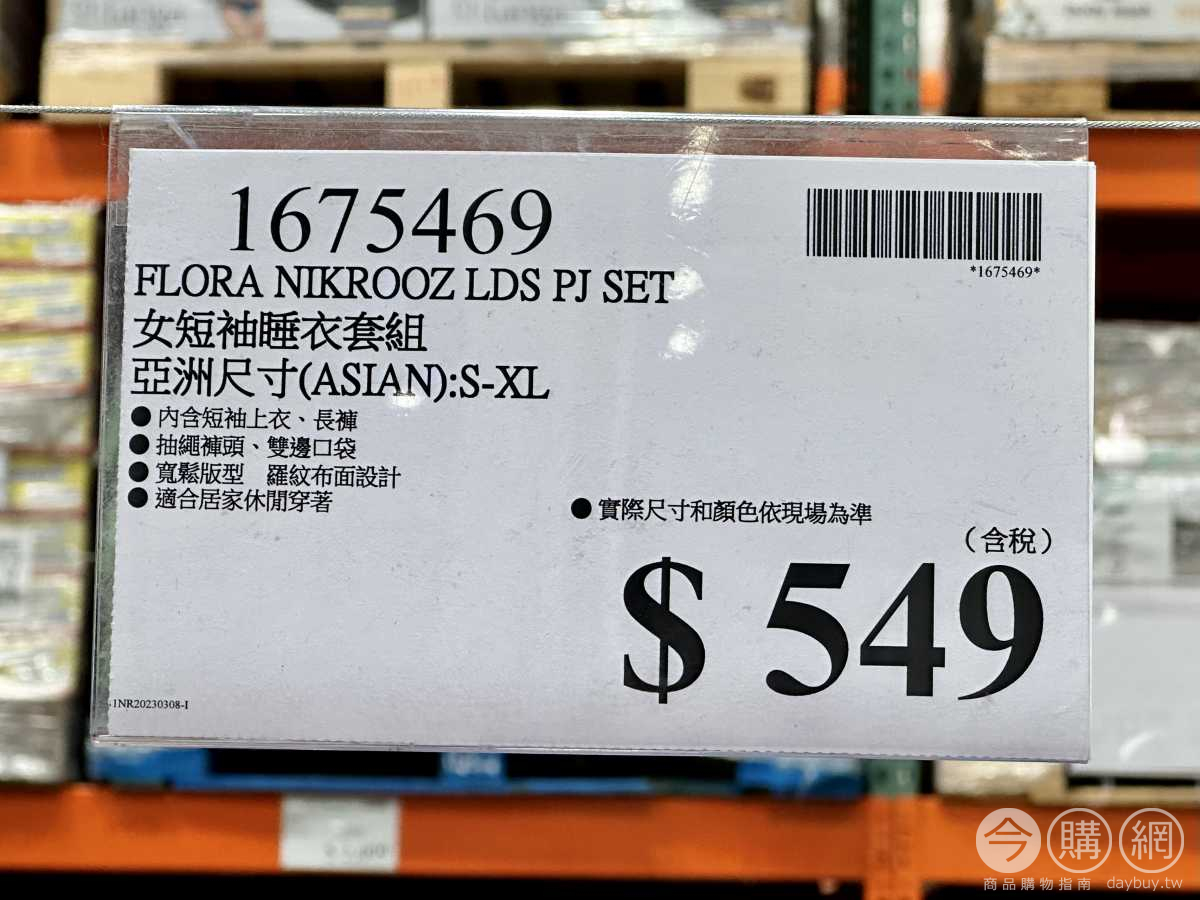 1675469
*1675469*
FLORA NIKROOZ LDS PJ SET
女短袖睡衣套組
亞洲尺寸(ASIAN):S-XL
● 內含短袖上衣、長褲
● 抽繩褲頭、雙邊口袋
● 寬鬆版型　羅紋布面設計
● 適合居家休閒穿著
● 實際尺寸和顏色依現場為準
（含稅）
$ 549
1NR20230308-I
今購網
商品購物指南 daybuy.tw